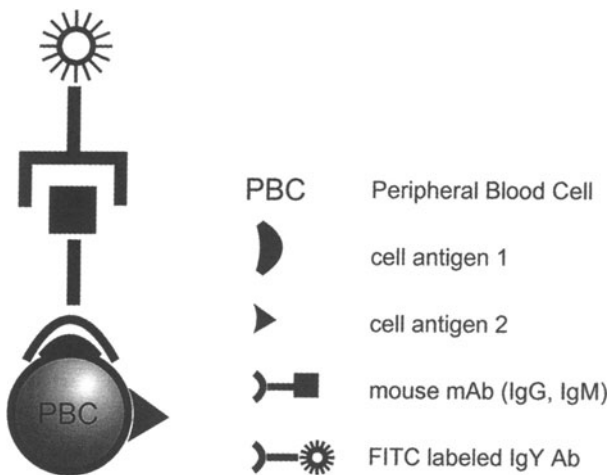 PBC Peripheral Blood Cell
cell antigen 1
cell antigen 2
mouse mAb (IgG, IgM)
PBC
FITC labeled IgY Ab